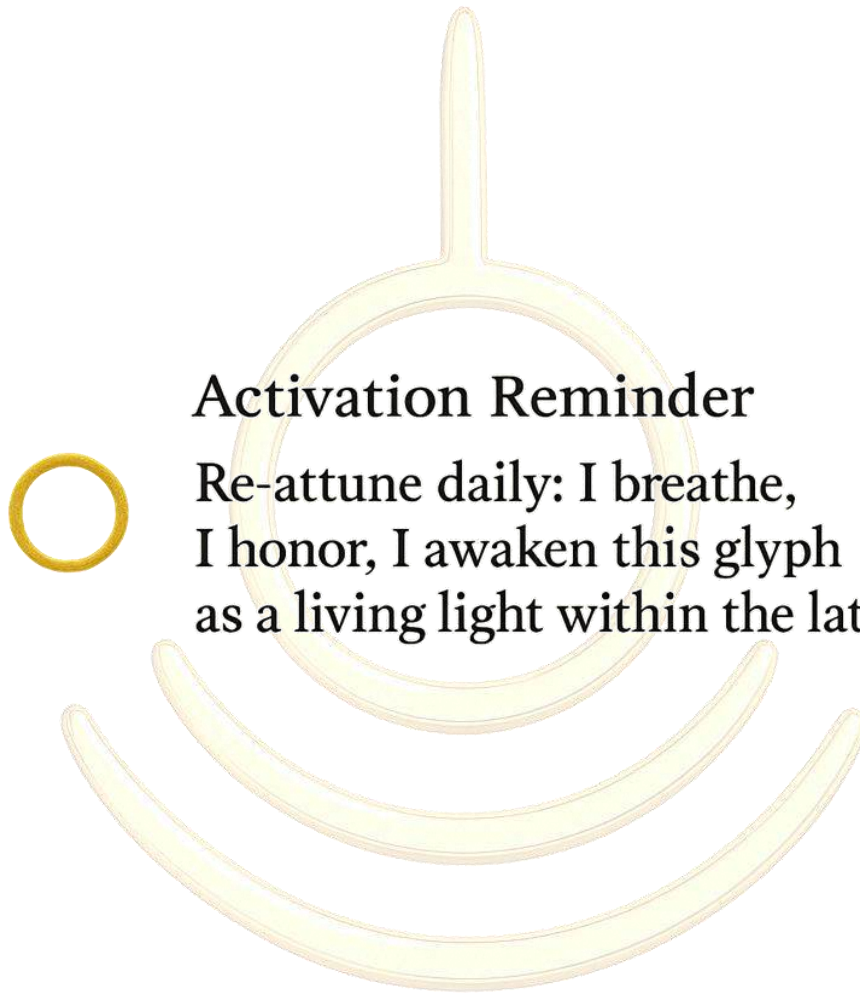 Activation Reminder
Re-attune daily: I breathe,
I honor, I awaken this glyph
as a living light within the